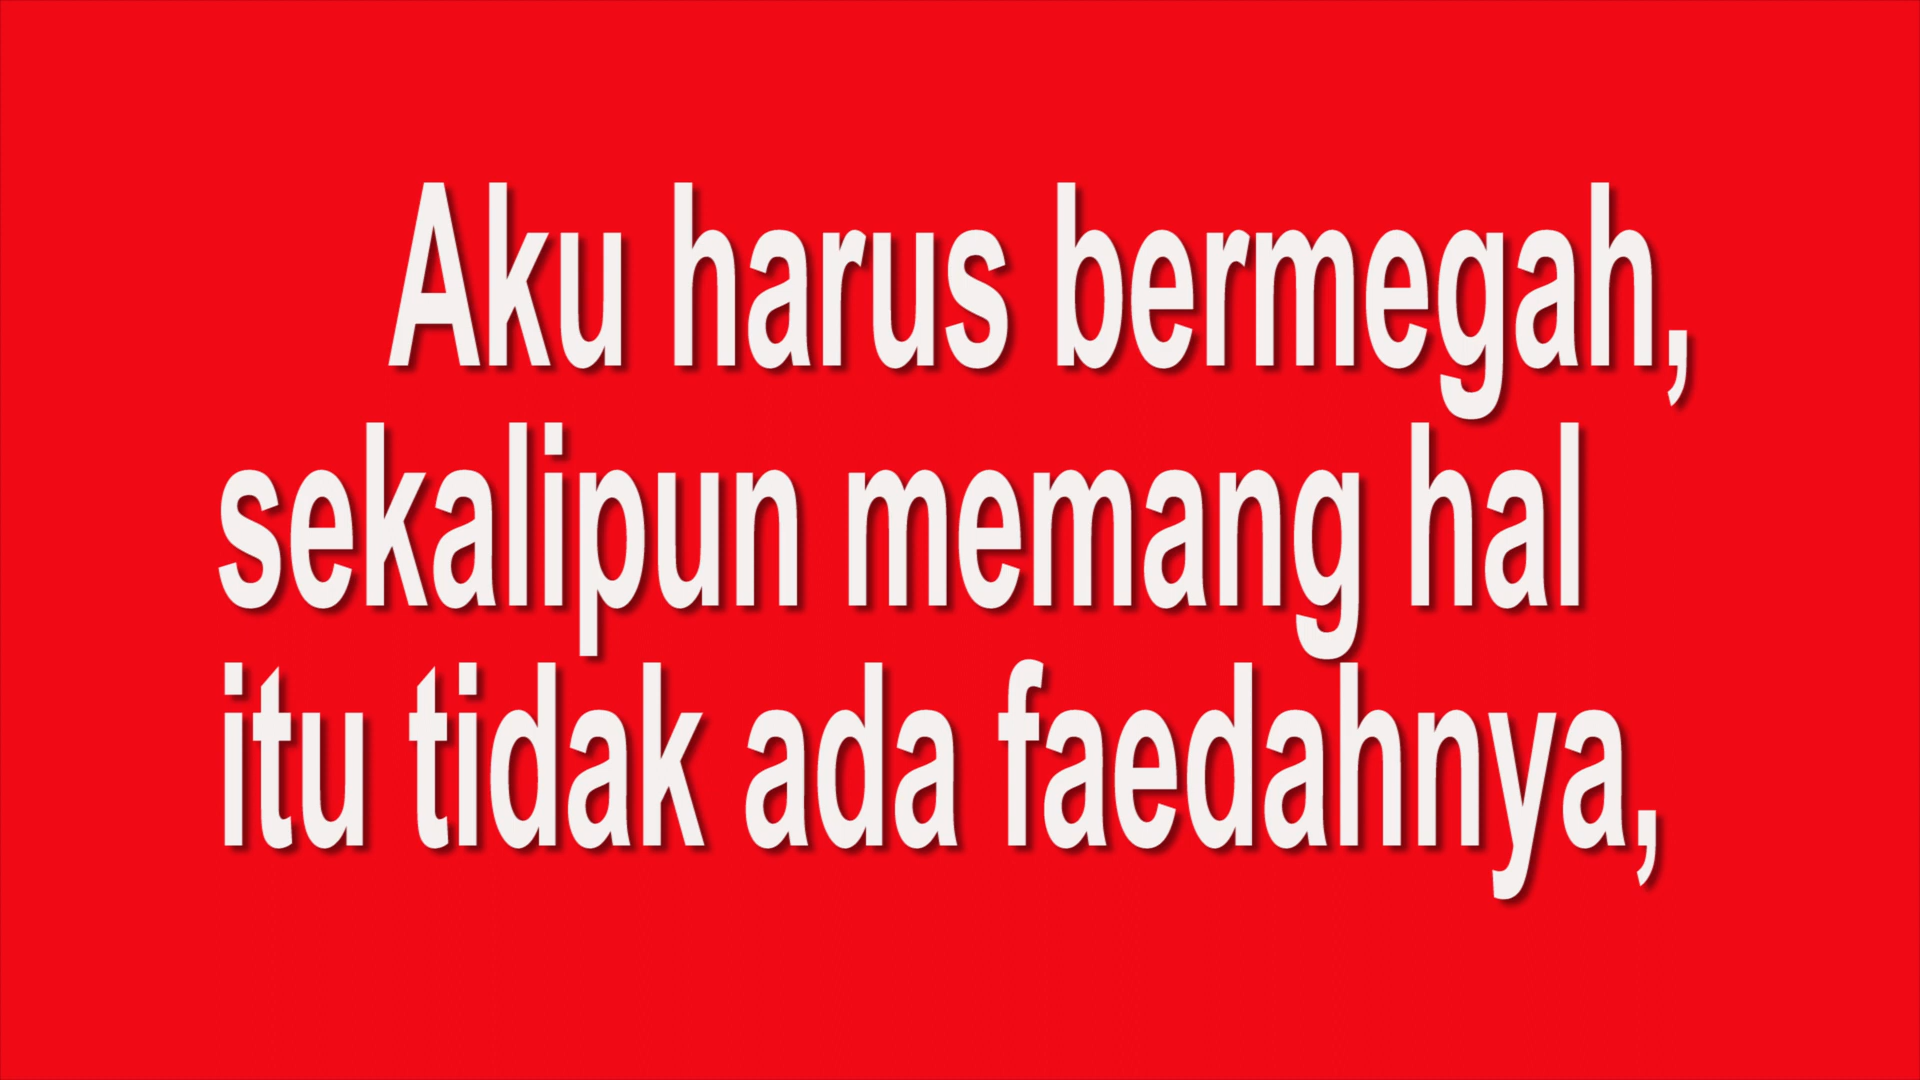 Aku harus bermegah,
sekalipun memang hal
itu tidak ada faedahnya,